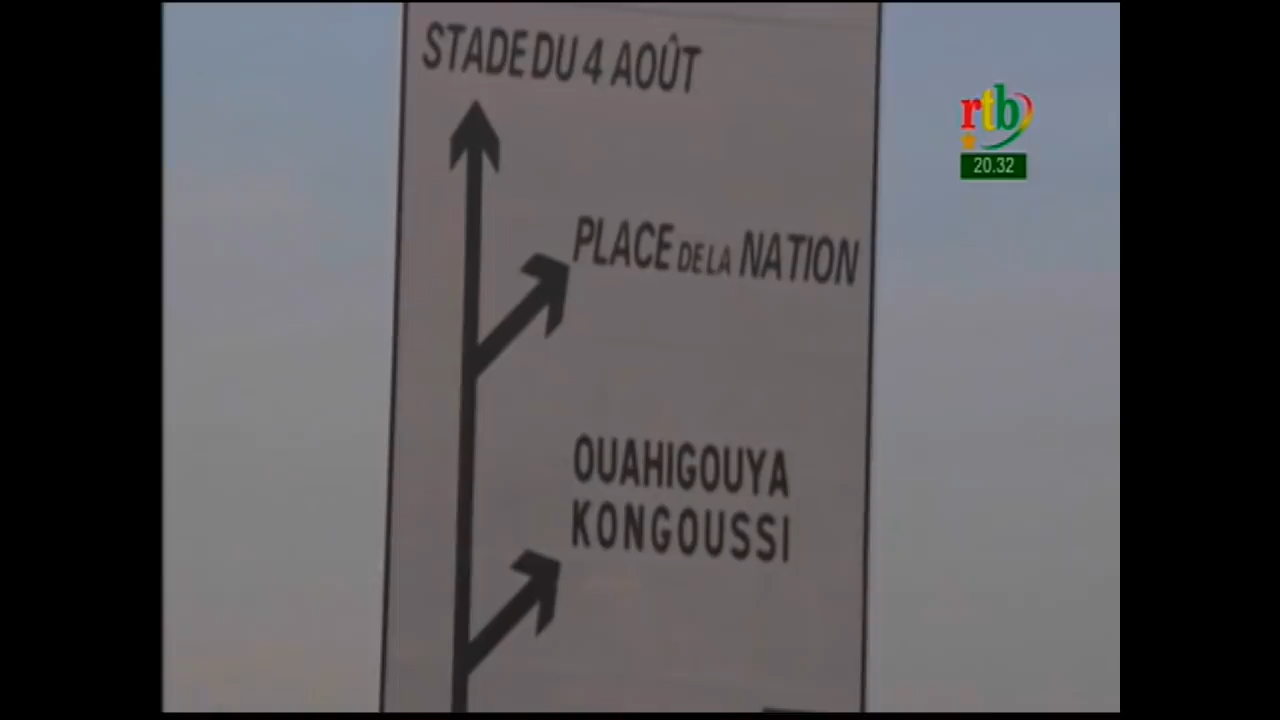 STADE DU 4 AOÛT
rtb
20.32
PLACE DE LA NATION
OUAHIGOUYA
KONGOUSSI